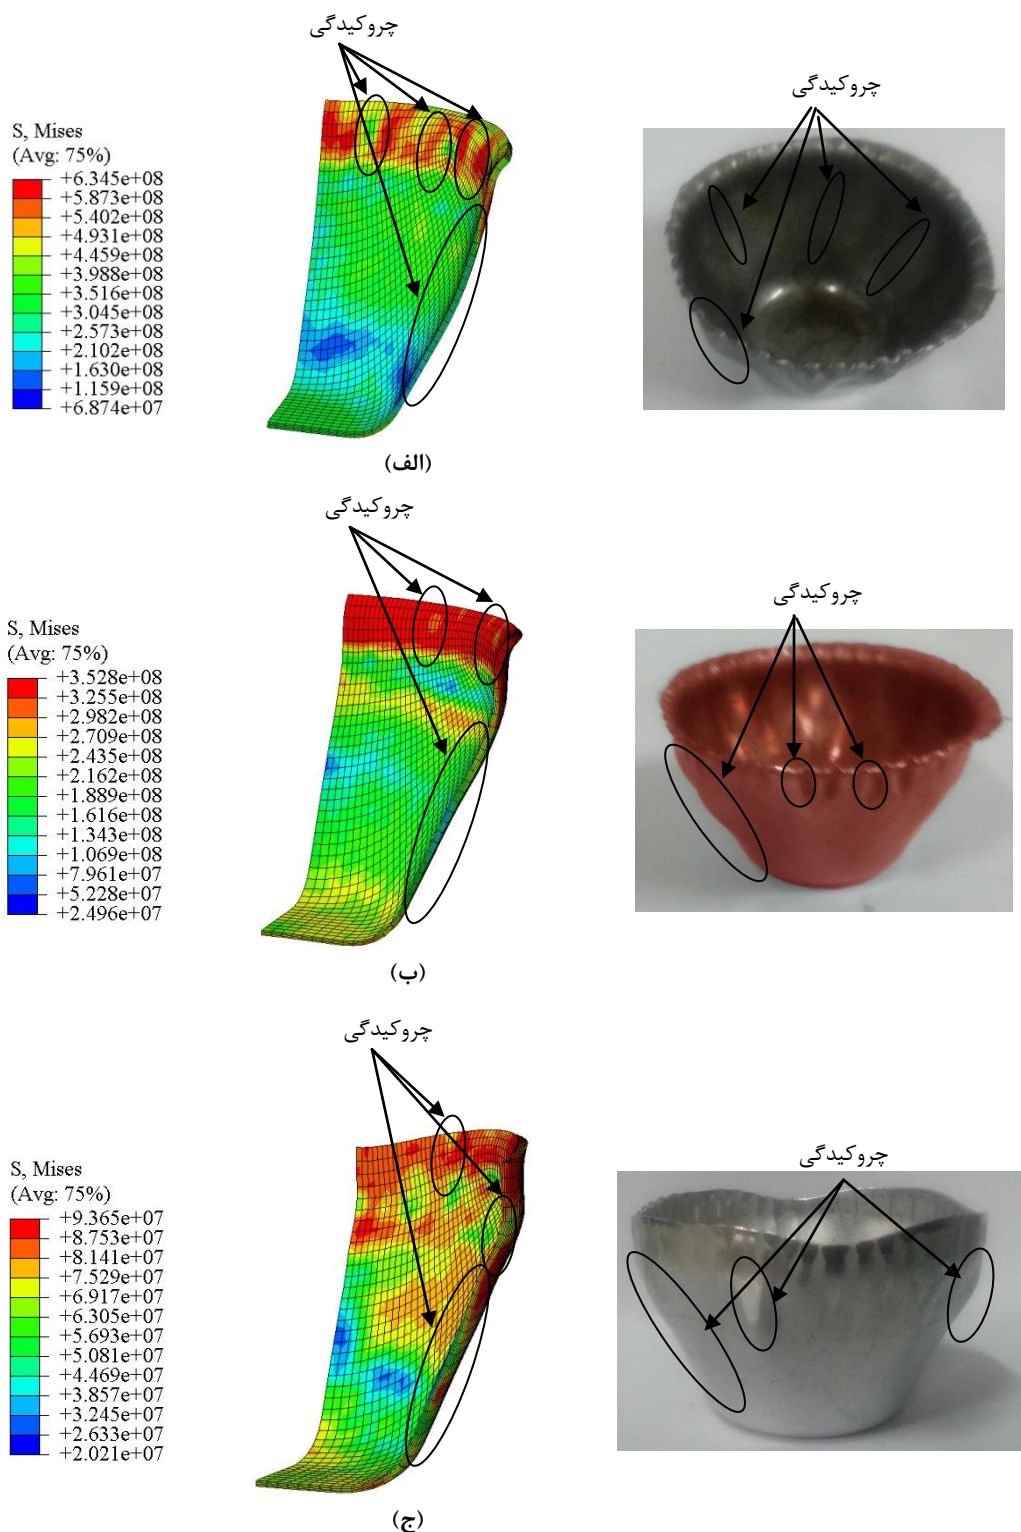 چروکیدگی
چروکیدگی
S, Mises
(Avg: 75%)
+6.345e+08
+5.873e+08
+5.402e+08
+4.931e+08
+4.459e+08
+3.988e+08
+3.516e+08
+3.045e+08
+2.573e+08
+2.102e+08
+1.630e+08
+1.159e+08
+6.874e+07
(الف)
چروکیدگی
چروکیدگی
S, Mises
(Avg: 75%)
+3.528e+08
+3.255e+08
+2.982e+08
+2.709e+08
+2.435e+08
+2.162e+08
+1.889e+08
+1.616e+08
+1.343e+08
+1.069e+08
+7.961e+07
+5.228e+07
+2.496e+07
(ب)
چروکیدگی
چروکیدگی
S, Mises
(Avg: 75%)
+9.365e+07
+8.753e+07
+8.141e+07
+7.529e+07
+6.917e+07
+6.305e+07
+5.693e+07
+5.081e+07
+4.469e+07
+3.857e+07
+3.245e+07
+2.633e+07
+2.021e+07
(ج)